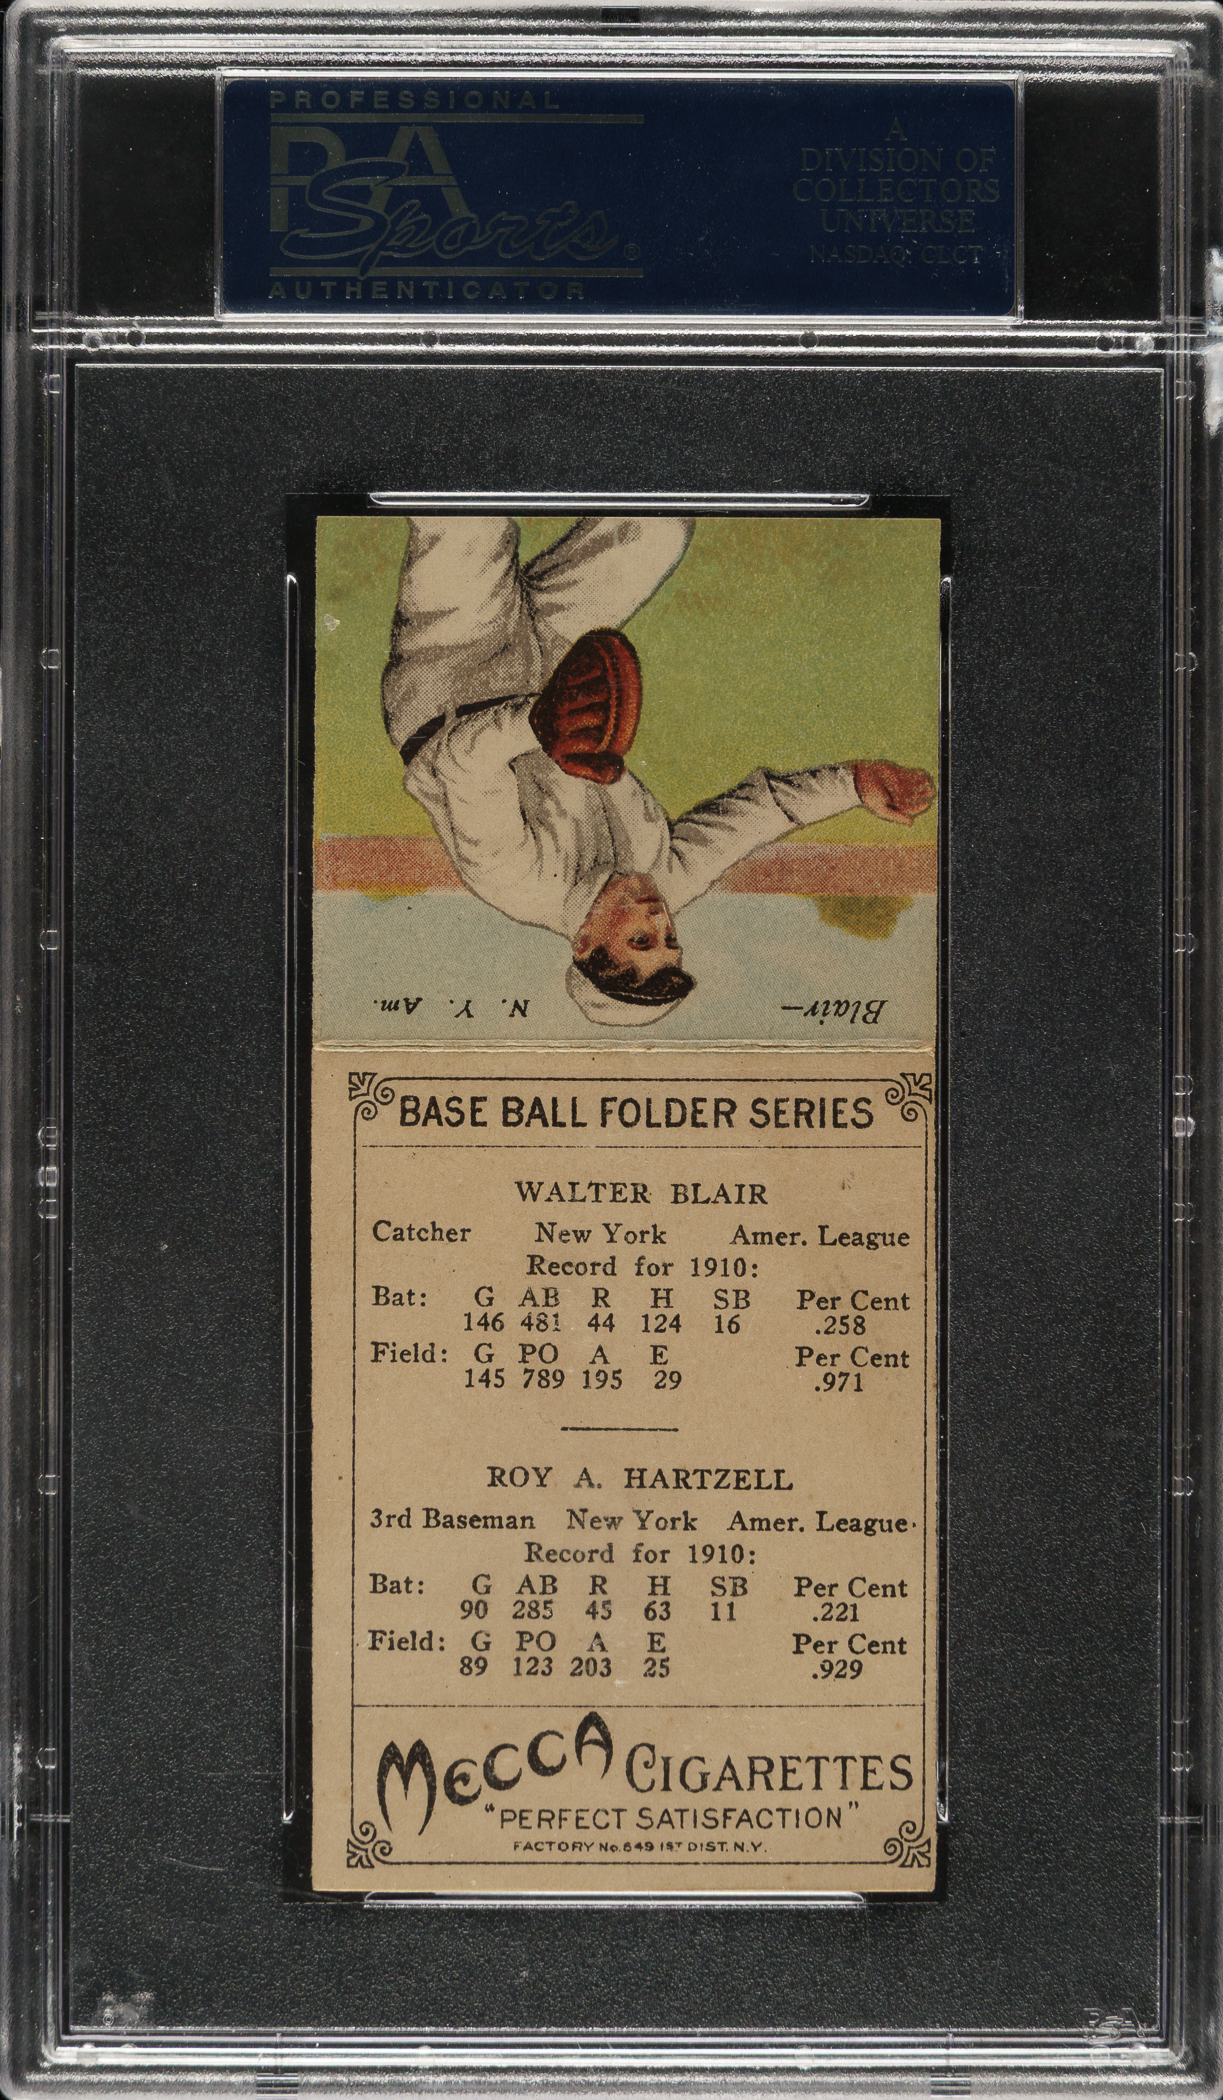 PROFESSIONAL
PSA
Sports®
AUTHENTICATOR
A
DIVISION OF
COLLECTORS
UNIVERSE
NASDAQ: CLCT
Blair— N. Y. Am.
BASE BALL FOLDER SERIES
WALTER BLAIR
Catcher New York Amer. League
Record for 1910:
Bat: G AB R H SB Per Cent
146 481 44 124 16 .258
Field: G PO A E Per Cent
145 789 195 29 .971
ROY A. HARTZELL
3rd Baseman New York Amer. League.
Record for 1910:
Bat: G AB R H SB Per Cent
90 285 45 63 11 .221
Field: G PO A E Per Cent
89 123 203 25 .929
MECCA CIGARETTES
"PERFECT SATISFACTION"
FACTORY No. 649 1ST DIST. N.Y.
PSA